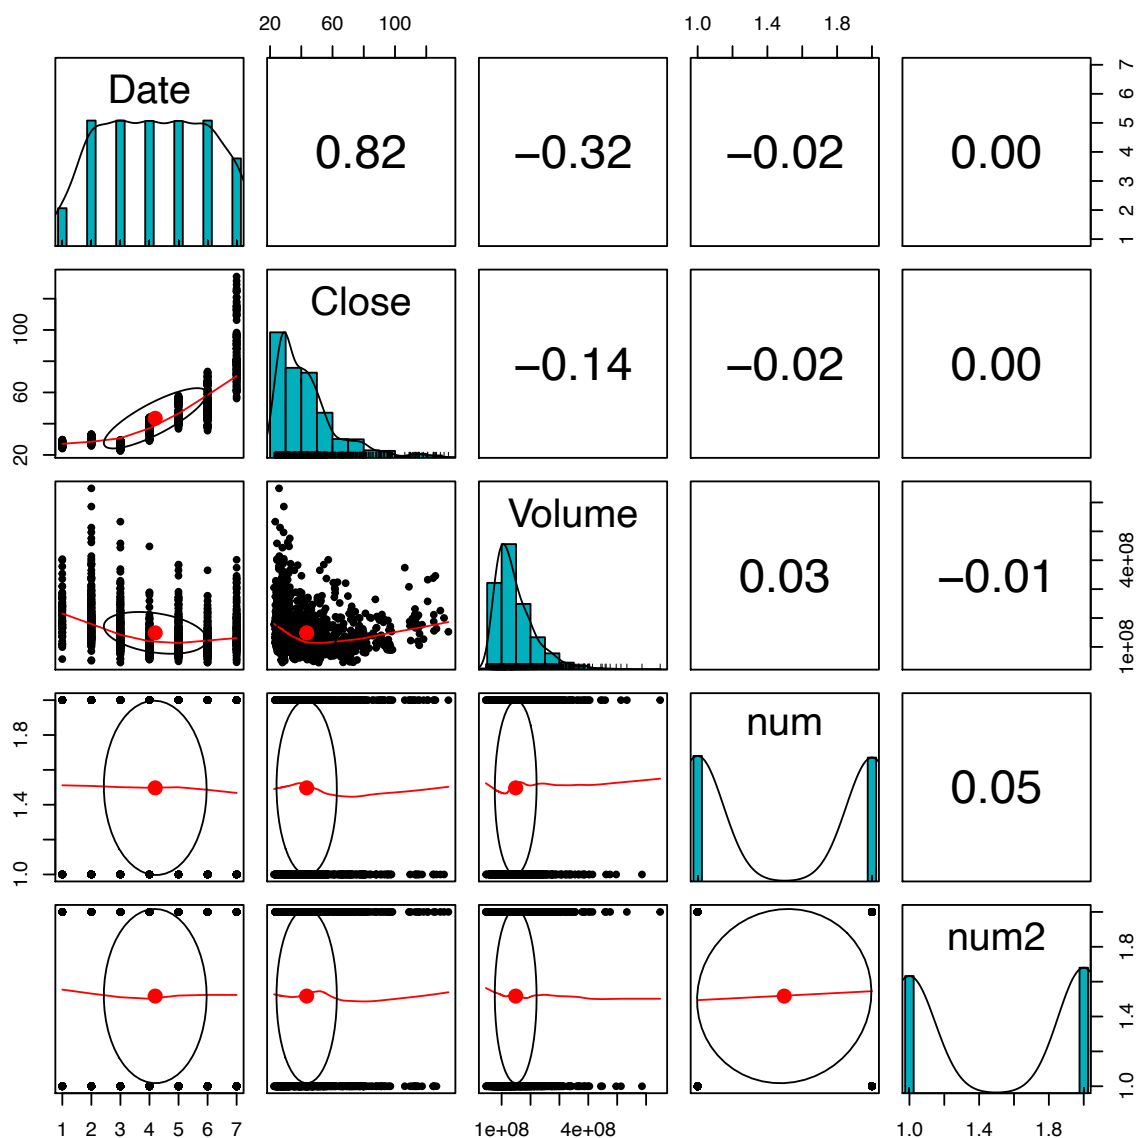 20 60 100 1.0 1.4 1.8
Date 0.82 −0.32 −0.02 0.00
7
6
5
4
3
2
1
100
60
20
Close −0.14 −0.02 0.00
Volume 0.03 −0.01
4e+08
1e+08
1.8
1.4
1.0
num 0.05
num2
1.8
1.4
1.0
1 2 3 4 5 6 7 1e+08 4e+08 1.0 1.4 1.8